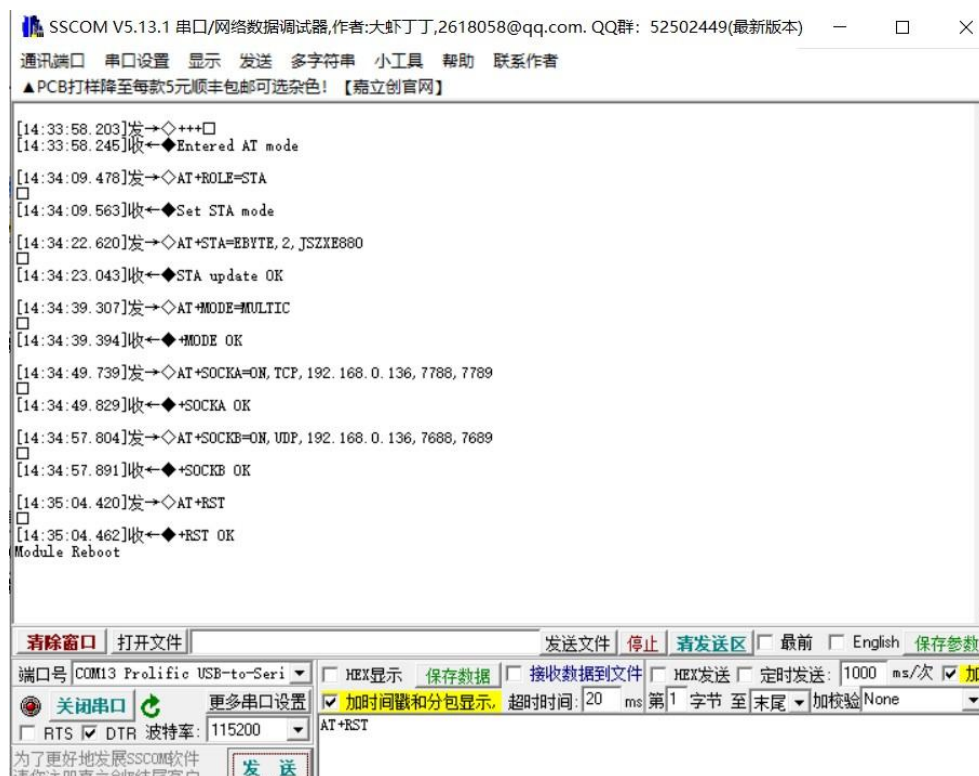 SSCOM V5.13.1 串口/网络数据调试器,作者:大虾丁丁,2618058@qq.com. QQ群: 52502449(最新版本)
通讯端口 串口设置 显示 发送 多字符串 小工具 帮助 联系作者
▲PCB打样降至每款5元顺丰包邮可选杂色!【嘉立创官网】
[14:33:58.203]发→◇+++□
[14:33:58.245]收←◆Entered AT mode
[14:34:09.478]发→◇AT+ROLE=STA
□
[14:34:09.563]收←◆Set STA mode
[14:34:22.620]发→◇AT+STA=EBYTE,2,JSZXE880
□
[14:34:23.043]收←◆STA update OK
[14:34:39.307]发→◇AT+MODE=MULTIC
□
[14:34:39.394]收←◆+MODE OK
[14:34:49.739]发→◇AT+SOCKA=ON,TCP,192.168.0.136,7788,7789
□
[14:34:49.829]收←◆+SOCKA OK
[14:34:57.804]发→◇AT+SOCKB=ON,UDP,192.168.0.136,7688,7689
□
[14:34:57.891]收←◆+SOCKB OK
[14:35:04.420]发→◇AT+RST
□
[14:35:04.462]收←◆+RST OK
Module Reboot
清除窗口 打开文件 发送文件 停止 清发送区 最前 English 保存参数
端口号 COM13 Prolific USB-to-Seri HEX显示 保存数据 接收数据到文件 HEX发送 定时发送: 1000 ms/次 加
关闭串口 更多串口设置 加时间戳和分包显示, 超时时间: 20 ms 第1 字节 至 末尾 加校验 None
RTS DTR 波特率: 115200 AT+RST
为了更好地发展SSCOM软件
发 送